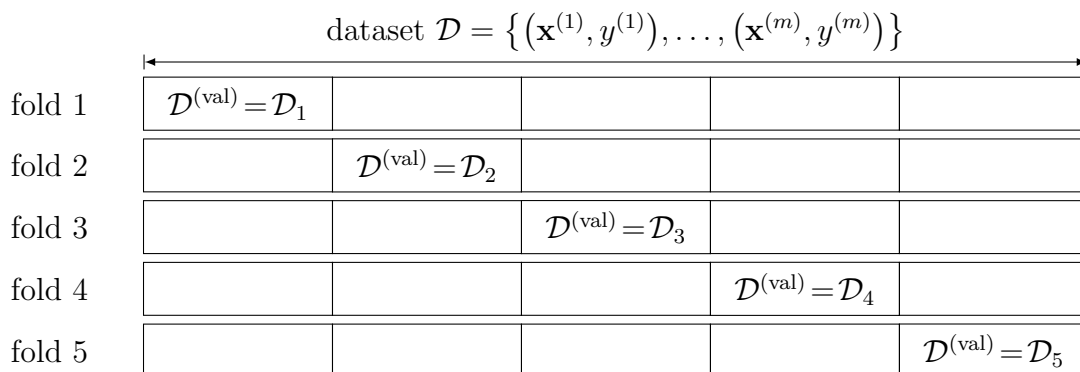 dataset 𝒟 = {(𝐱⁽¹⁾, y⁽¹⁾), . . . , (𝐱⁽ᵐ⁾, y⁽ᵐ⁾)}
fold 1 𝒟⁽ᵛᵃˡ⁾ = 𝒟₁
fold 2 𝒟⁽ᵛᵃˡ⁾ = 𝒟₂
fold 3 𝒟⁽ᵛᵃˡ⁾ = 𝒟₃
fold 4 𝒟⁽ᵛᵃˡ⁾ = 𝒟₄
fold 5 𝒟⁽ᵛᵃˡ⁾ = 𝒟₅